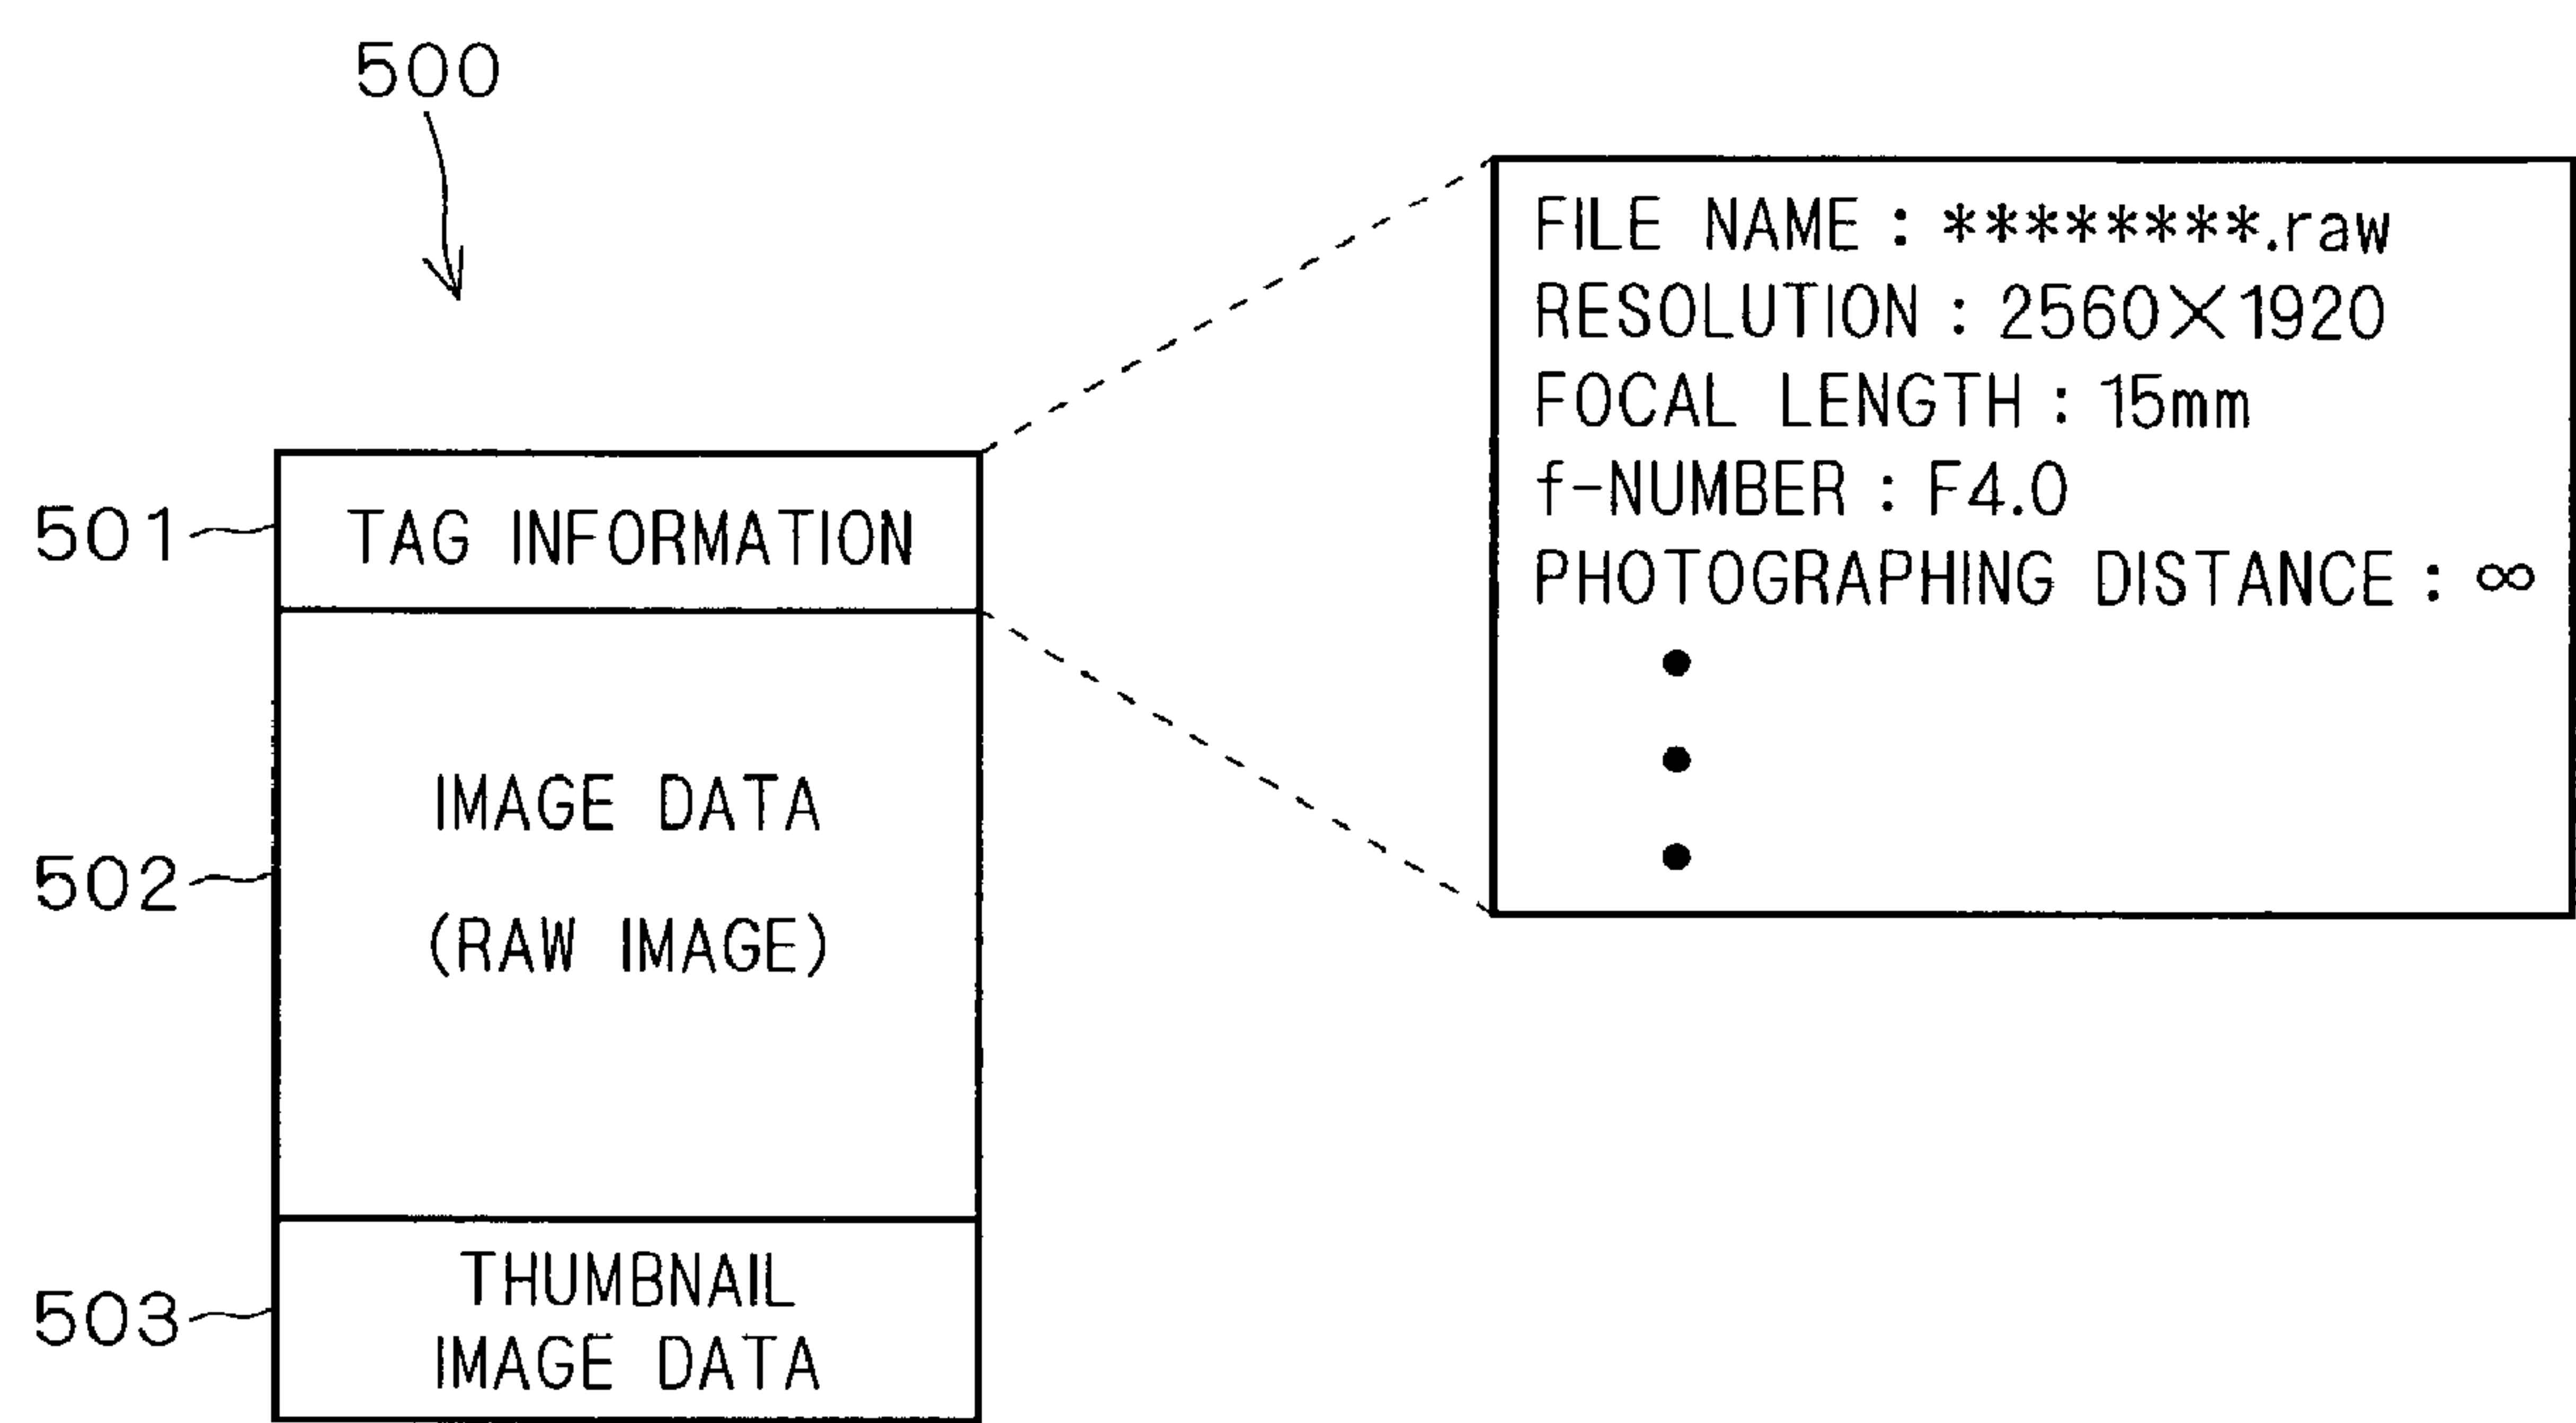 500
501
TAG INFORMATION
502
IMAGE DATA
(RAW IMAGE)
503
THUMBNAIL
IMAGE DATA
FILE NAME : ********.raw
RESOLUTION : 2560×1920
FOCAL LENGTH : 15mm
f-NUMBER : F4.0
PHOTOGRAPHING DISTANCE : ∞